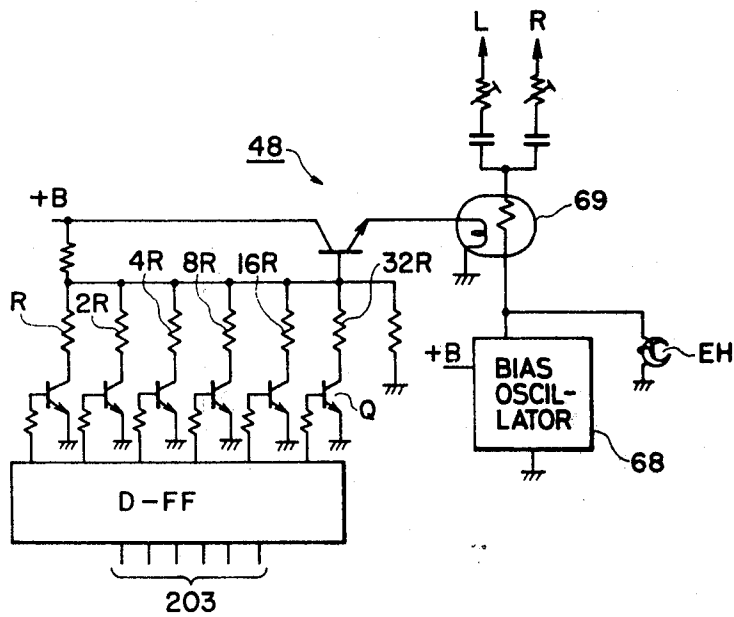 L R
48
+B
69
4R 8R 16R 32R
R 2R
+B
BIAS
OSCIL-
LATOR
EH
Q
68
D-FF
203